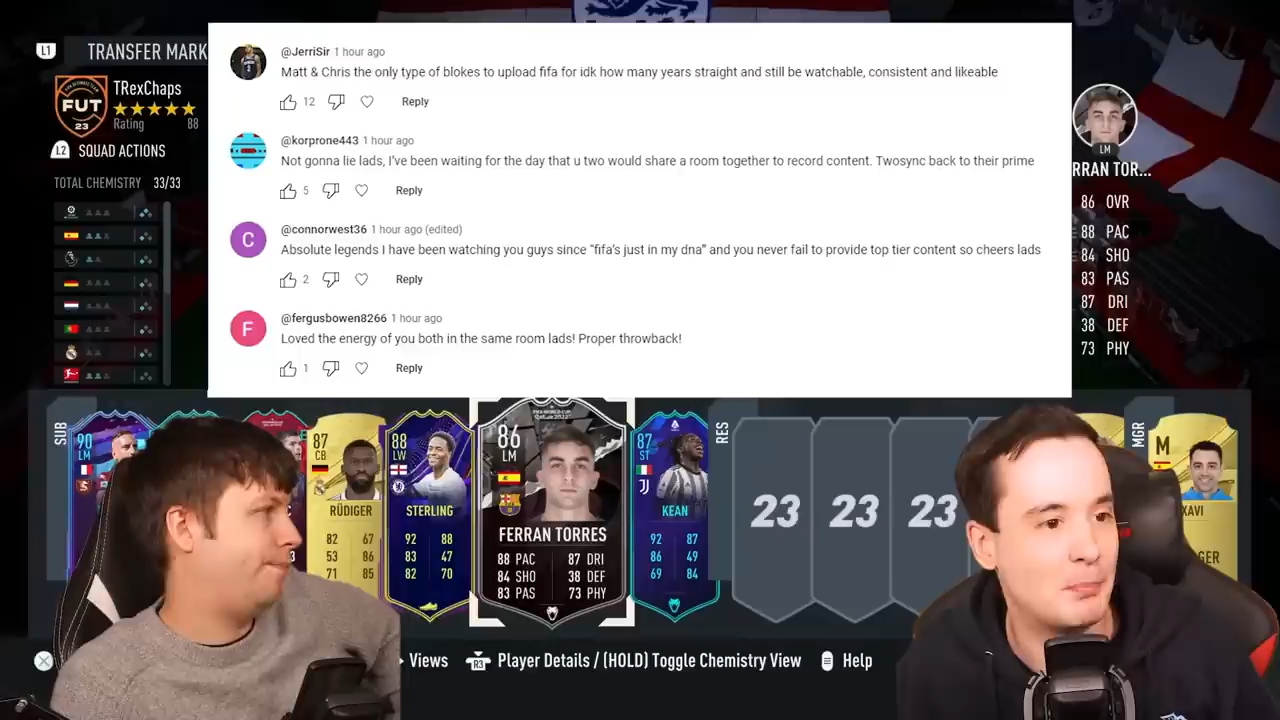 L1 TRANSFER MARK
TRexChaps
FUT
23
Rating 88
L2 SQUAD ACTIONS
TOTAL CHEMISTRY 33/33
@JerriSir 1 hour ago
Matt & Chris the only type of blokes to upload fifa for idk how many years straight and still be watchable, consistent and likeable
12 Reply
@korprone443 1 hour ago
Not gonna lie lads, I've been waiting for the day that u two would share a room together to record content. Twosync back to their prime
5 Reply
C
@connorwest36 1 hour ago (edited)
Absolute legends I have been watching you guys since "fifa's just in my dna" and you never fail to provide top tier content so cheers lads
2 Reply
F
@fergusbowen8266 1 hour ago
Loved the energy of you both in the same room lads! Proper throwback!
1 Reply
LM
RRAN TOR...
86 OVR
88 PAC
84 SHO
83 PAS
87 DRI
38 DEF
73 PHY
SUB
90
LM
87
CB
RÜDIGER
82 67
53 86
71 85
88
LW
STERLING
92 88
83 47
82 70
86
LM
FERRAN TORRES
88 PAC 87 DRI
84 SHO 38 DEF
83 PAS 73 PHY
87
ST
KEAN
92 87
86 49
69 84
RES
23
23
23
MGR
M
XAVI
GER
Views
R3 Player Details / (HOLD) Toggle Chemistry View
Help